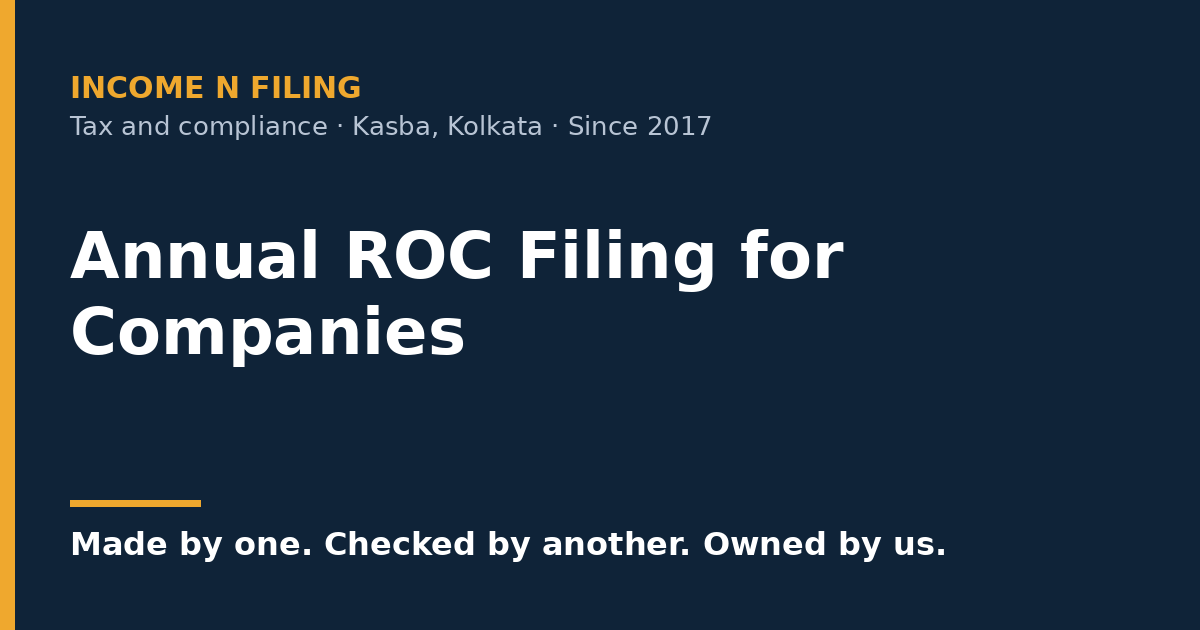 INCOME N FILING
Tax and compliance · Kasba, Kolkata · Since 2017
Annual ROC Filing for
Companies
Made by one. Checked by another. Owned by us.